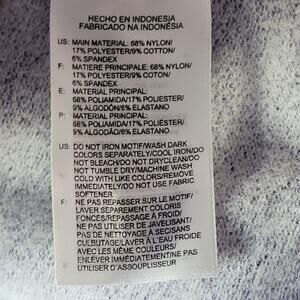 HECHO EN INDONESIA
FABRICADO NA INDONÉSIA
US: MAIN MATERIAL: 68% NYLON/
17% POLYESTER/9% COTTON/
6% SPANDEX
F: MATIERE PRINCIPALE: 68% NYLON/
17% POLYESTER/9% COTON/
6% SPANDEX
E: MATERIAL PRINCIPAL:
68% POLIAMIDA/17% POLIESTER/
9% ALGODÓN/6% ELASTANO
P: MATERIAL PRINCIPAL:
68% POLIAMIDA/17% POLIÉSTER/
9% ALGODÃO/6% ELASTANO
US: DO NOT IRON MOTIF/WASH DARK
COLORS SEPARATELY/COOL IRON/DO
NOT BLEACH/DO NOT DRYCLEAN/DO
NOT TUMBLE DRY/MACHINE WASH
COLD WITH LIKE COLORS/REMOVE
IMMEDIATELY/DO NOT USE FABRIC
SOFTENER
F: NE PAS REPASSER SUR LE MOTIF/
LAVER SEPAREMENT COLORIS
FONCES/REPASSAGE A FROID/
NE PAS UTILISER DE JAVELISANT/
PAS DE NETTOYAGE A SEC/SANS
CULBUTAGE/LAVER A L'EAU FROIDE
AVEC LES MÊME COULEURS/
ENLEVER IMMÉDIATEMENT/NE PAS
UTILISER D'ASSOUPLISSEUR